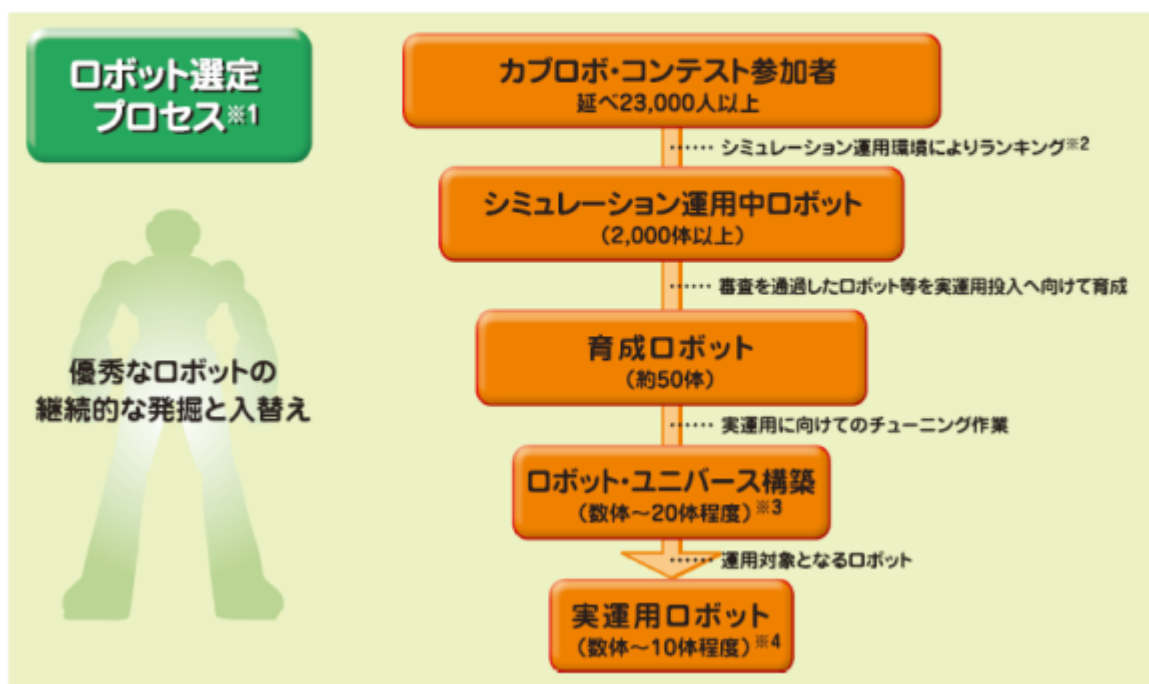 ロボット選定
プロセス※1
カブロボ・コンテスト参加者
延べ23,000人以上
…… シミュレーション運用環境によりランキング※2
シミュレーション運用中ロボット
(2,000体以上)
…… 審査を通過したロボット等を実運用投入へ向けて育成
育成ロボット
(約50体)
優秀なロボットの
継続的な発掘と入替え
…… 実運用に向けてのチューニング作業
ロボット・ユニバース構築
(数体～20体程度)※3
…… 運用対象となるロボット
実運用ロボット
(数体～10体程度)※4